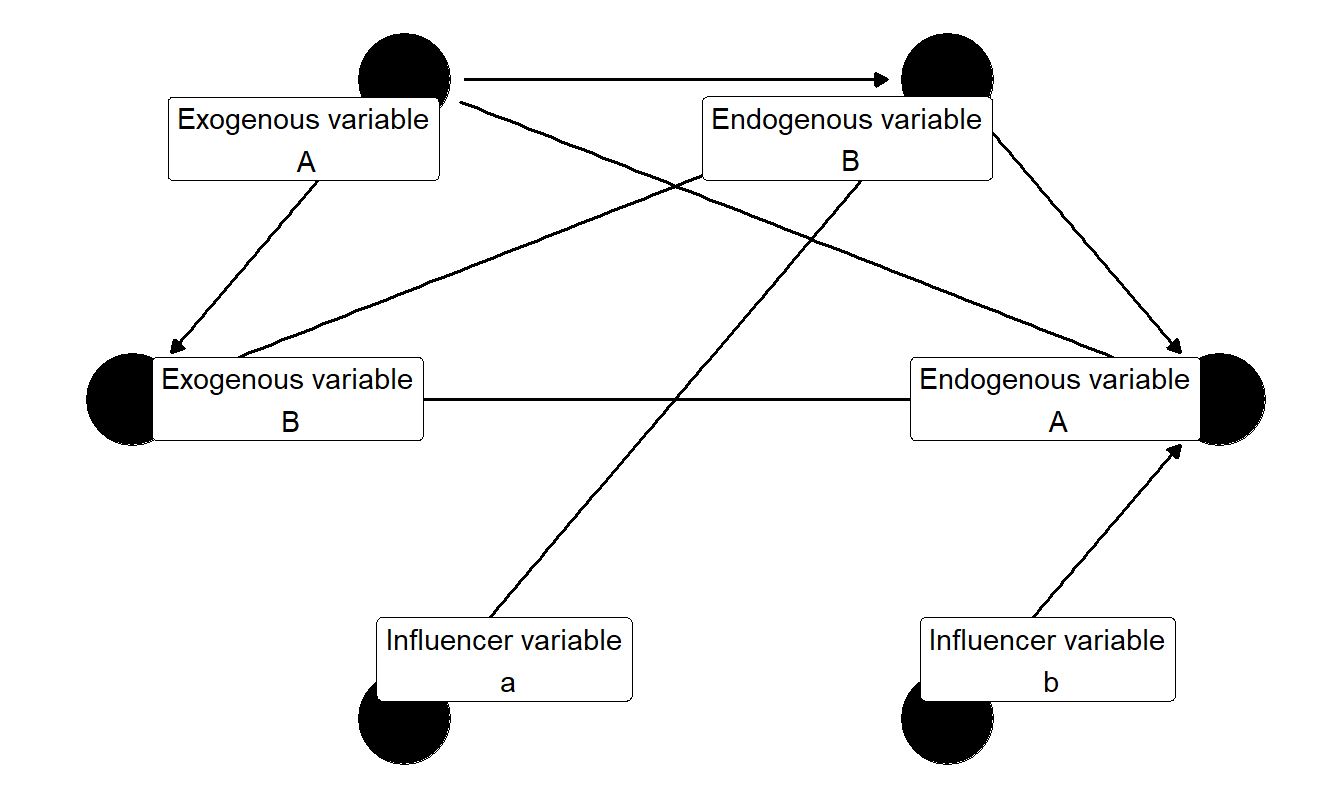 Exogenous variable
A
Endogenous variable
B
Exogenous variable
B
Endogenous variable
A
Influencer variable
a
Influencer variable
b